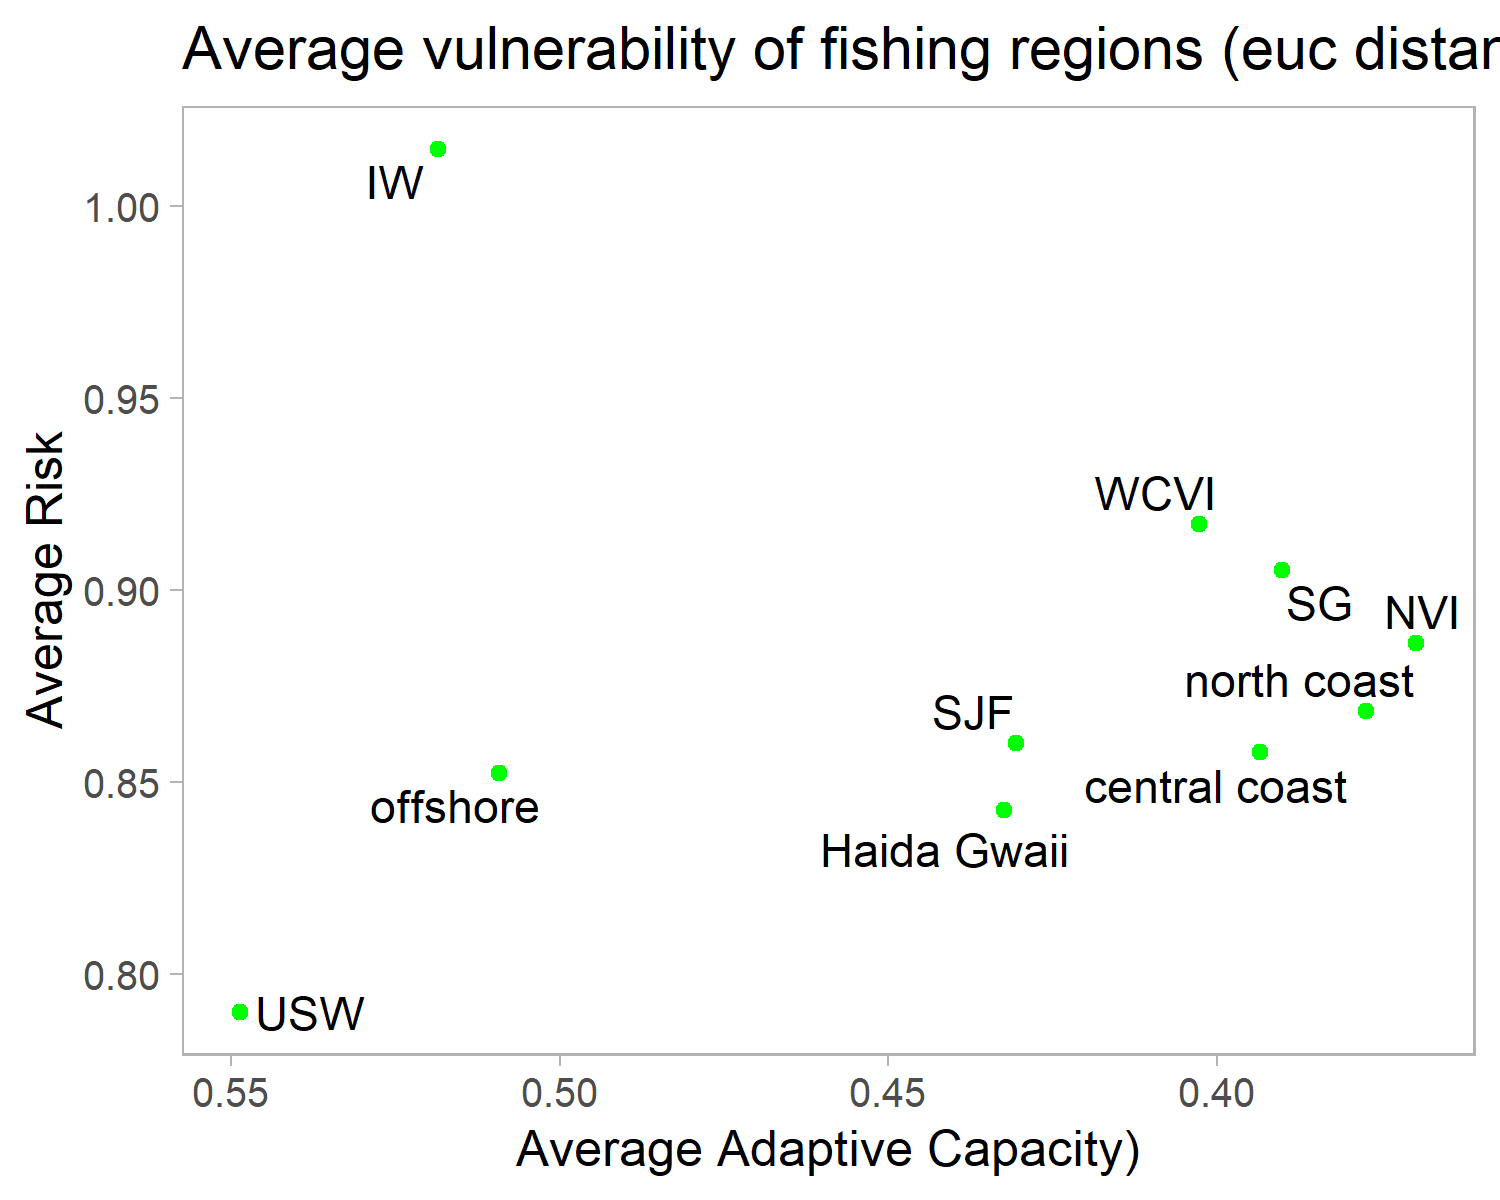 Average vulnerability of fishing regions (euc distan
IW
1.00
0.95
WCVI
0.90
SG
NVI
north coast
SJF
0.85
central coast
offshore
Haida Gwaii
0.80
USW
Average Risk
0.55 0.50 0.45 0.40
Average Adaptive Capacity)